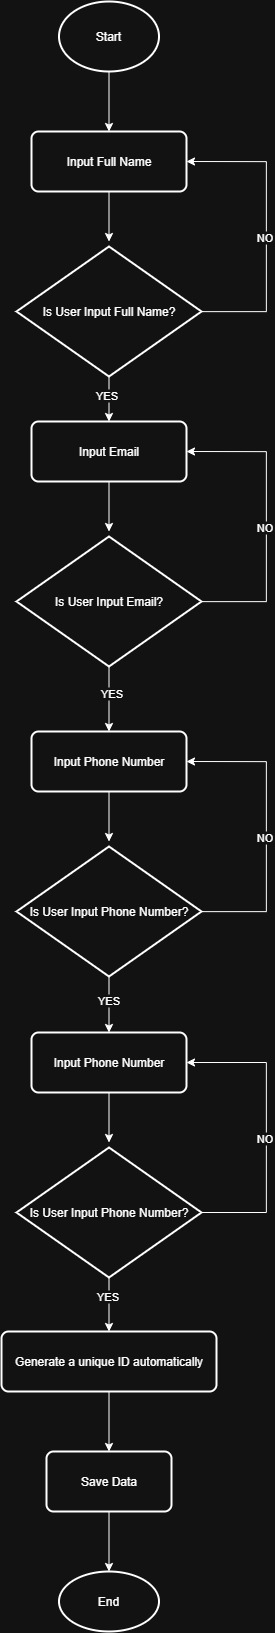 Start
Input Full Name
NO
Is User Input Full Name?
YES
Input Email
NO
Is User Input Email?
YES
Input Phone Number
NO
Is User Input Phone Number?
YES
Input Phone Number
NO
Is User Input Phone Number?
YES
Generate a unique ID automatically
Save Data
End